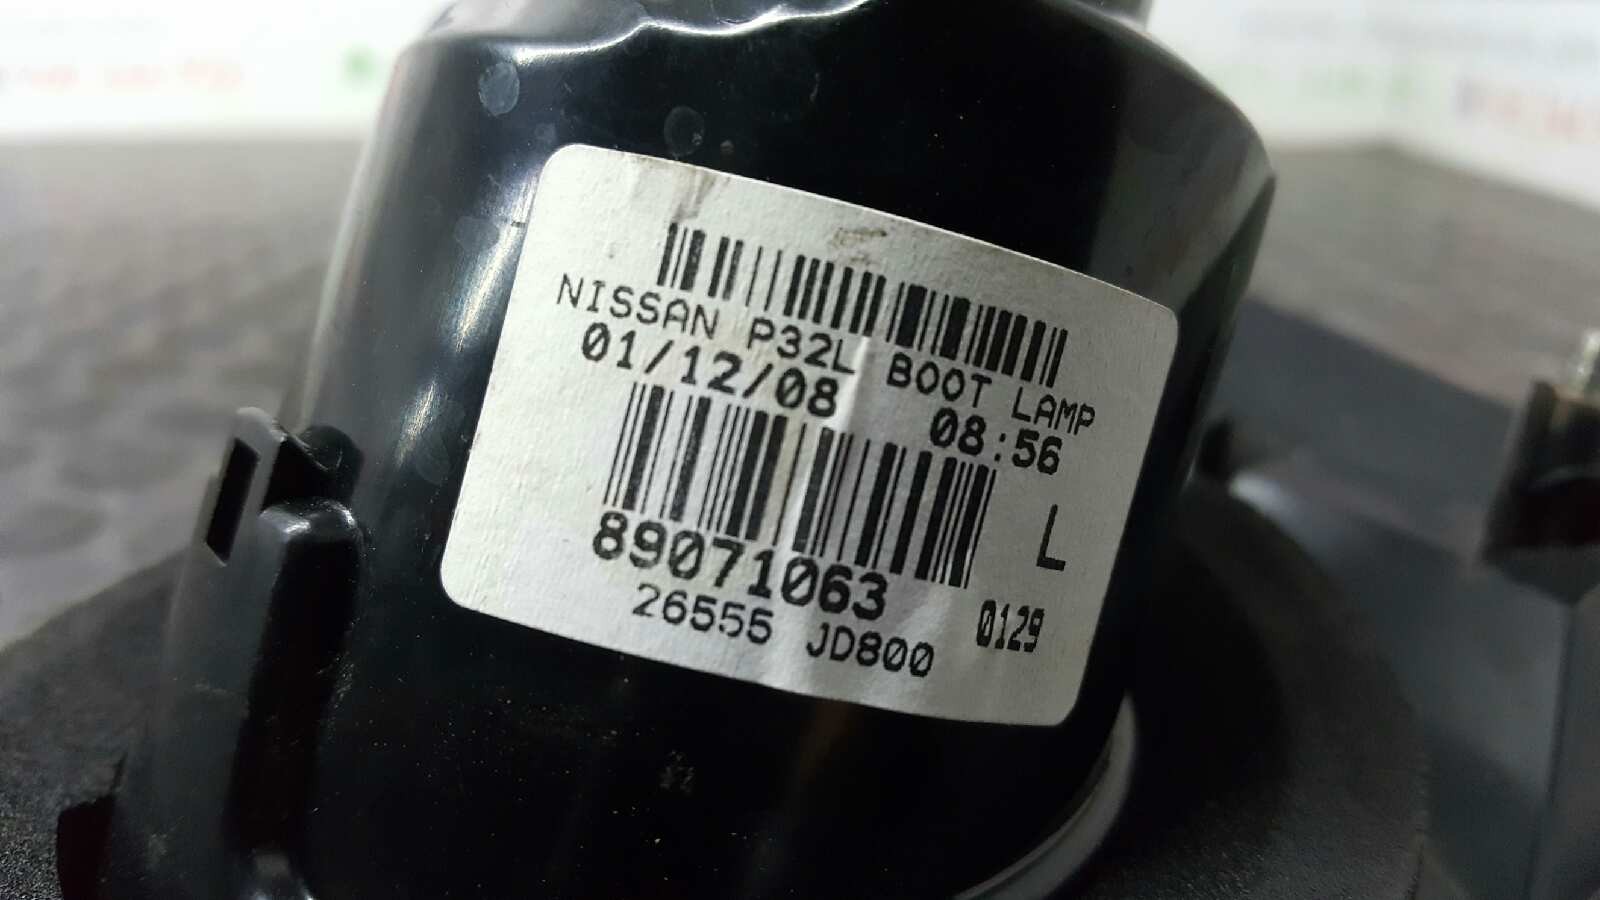 NISSAN P32L BOOT LAMP
01/12/08 08:56
L
89071063
26555 JD800 0129